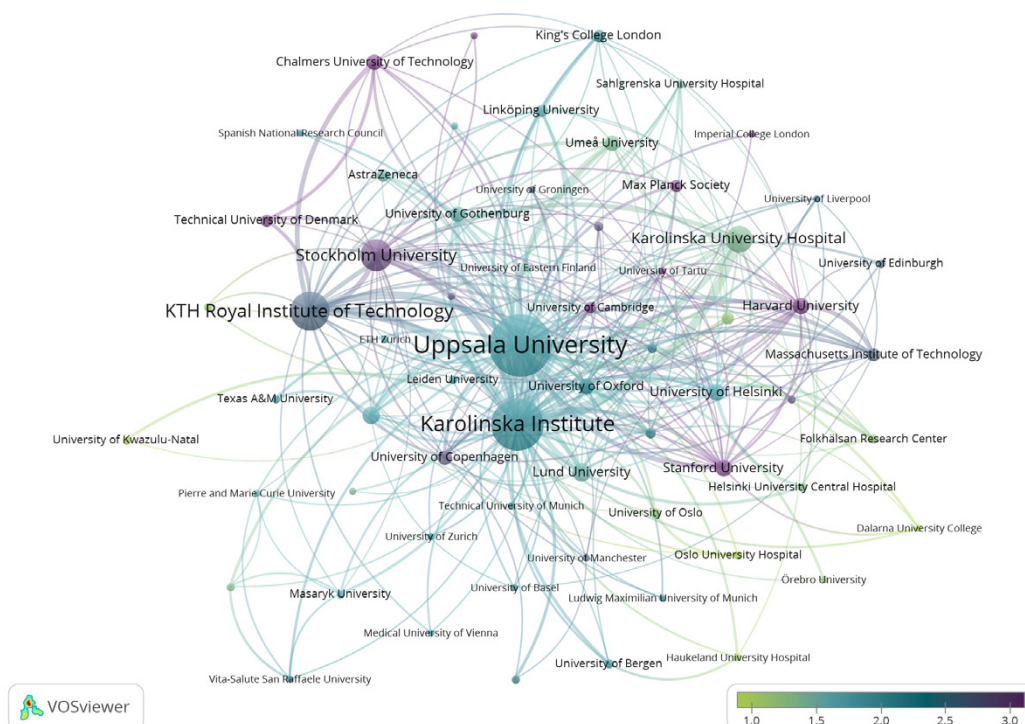 King's College London
Chalmers University of Technology
Sahlgrenska University Hospital
Linköping University
Spanish National Research Council
Imperial College London
Umeå University
AstraZeneca
University of Groningen
Max Planck Society
University of Liverpool
Technical University of Denmark
University of Gothenburg
Karolinska University Hospital
Stockholm University
University of Edinburgh
University of Eastern Finland
University of Tartu
KTH Royal Institute of Technology
University of Cambridge
Harvard University
ETH Zurich
Uppsala University
Massachusetts Institute of Technology
Leiden University
University of Oxford
University of Helsinki
Texas A&M University
Karolinska Institute
University of Kwazulu-Natal
Folkhälsan Research Center
University of Copenhagen
Lund University
Stanford University
Helsinki University Central Hospital
Pierre and Marie Curie University
Technical University of Munich
University of Oslo
Dalarna University College
University of Zurich
University of Manchester
Oslo University Hospital
Örebro University
Masaryk University
University of Basel
Ludwig Maximilian University of Munich
Medical University of Vienna
Haukeland University Hospital
University of Bergen
Vita-Salute San Raffaele University
VOSviewer
1.0 1.5 2.0 2.5 3.0